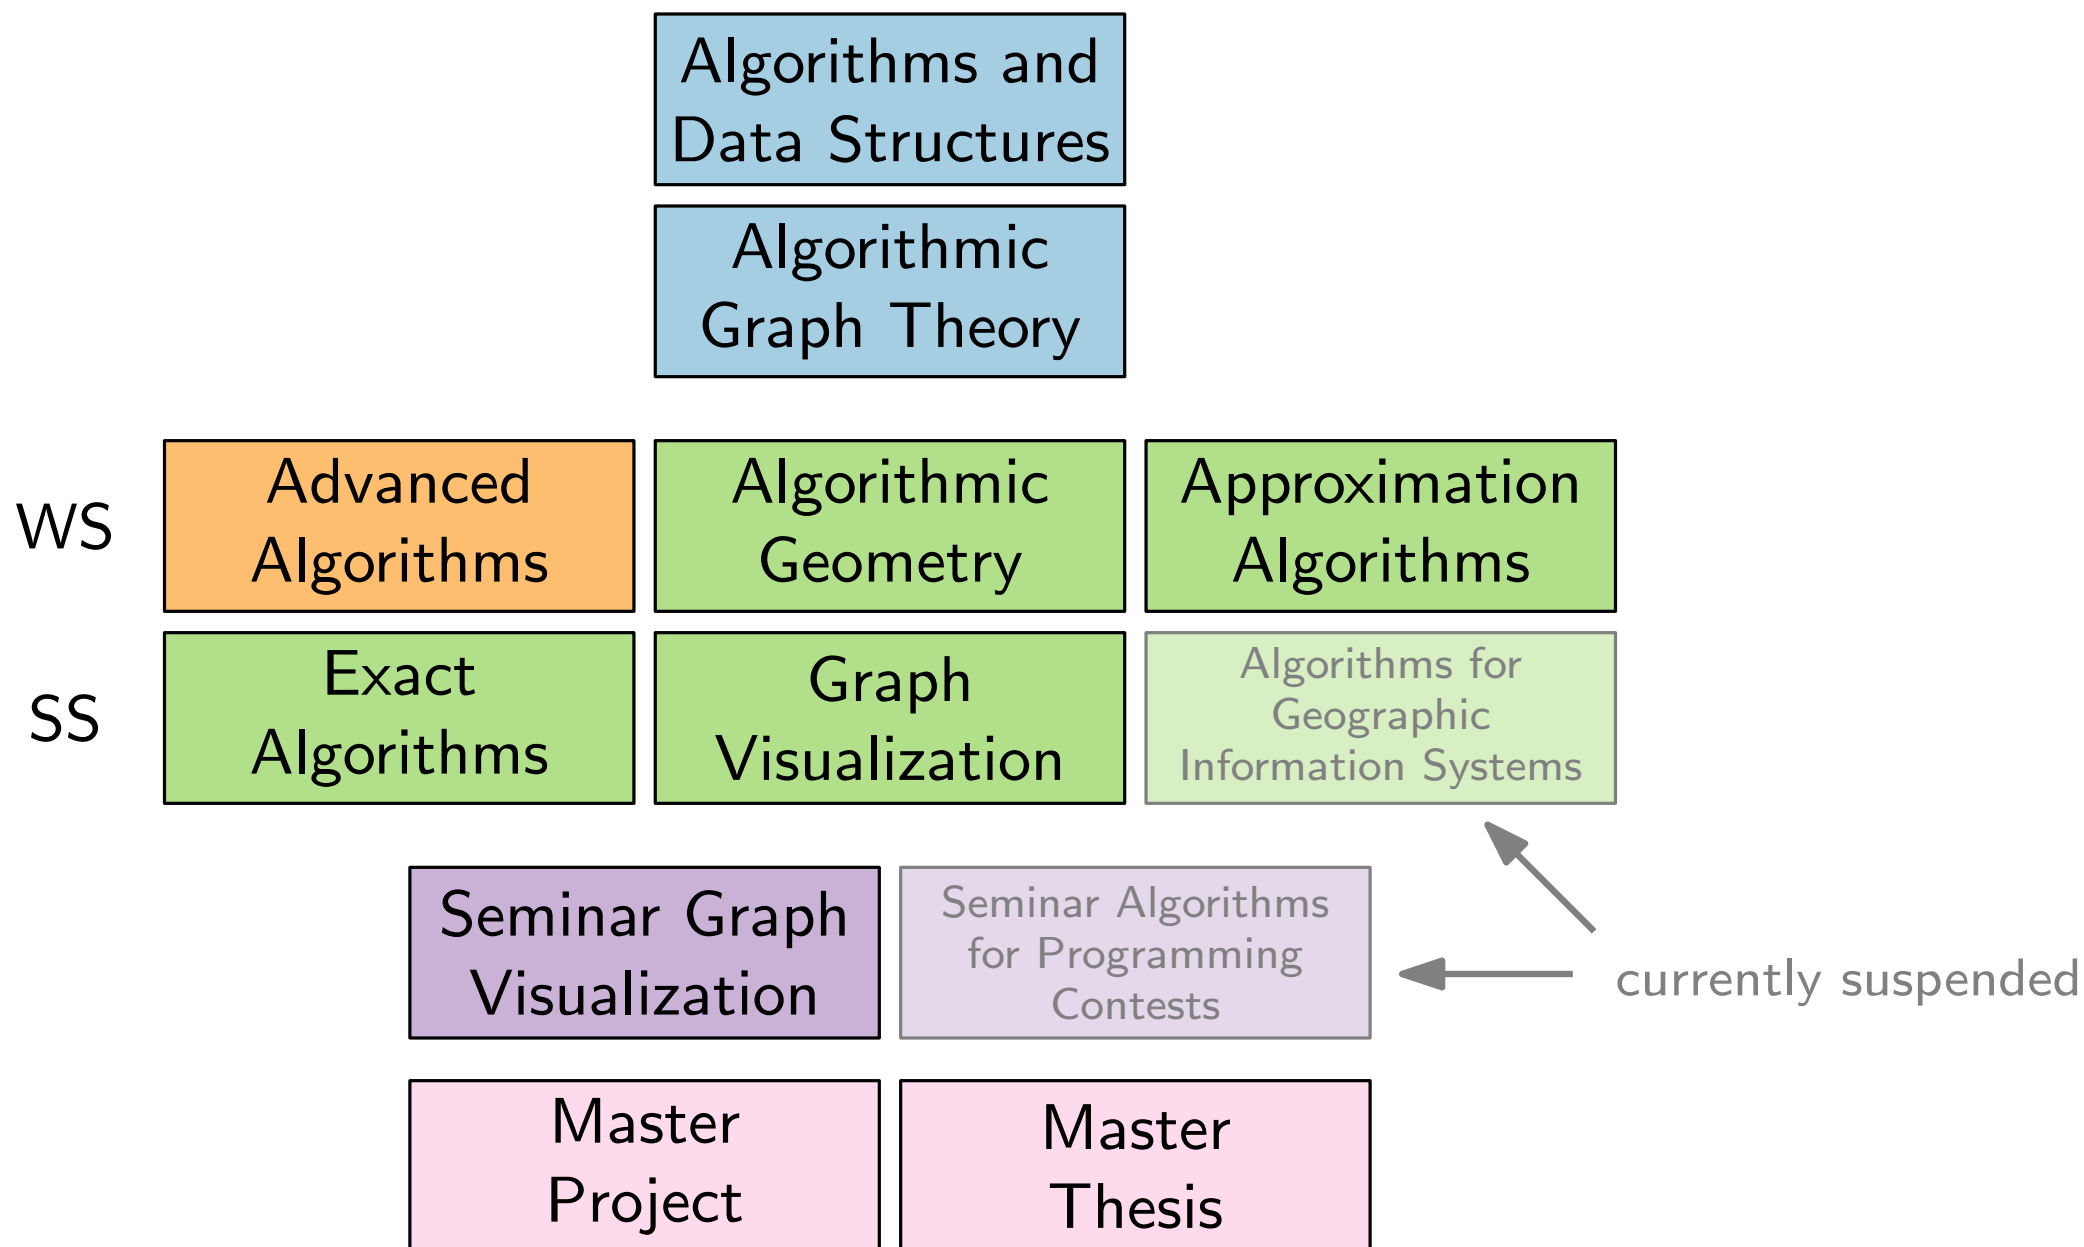 Algorithms and
Data Structures
Algorithmic
Graph Theory
WS
Advanced
Algorithms
Algorithmic
Geometry
Approximation
Algorithms
SS
Exact
Algorithms
Graph
Visualization
Algorithms for
Geographic
Information Systems
Seminar Graph
Visualization
Seminar Algorithms
for Programming
Contests
currently suspended
Master
Project
Master
Thesis